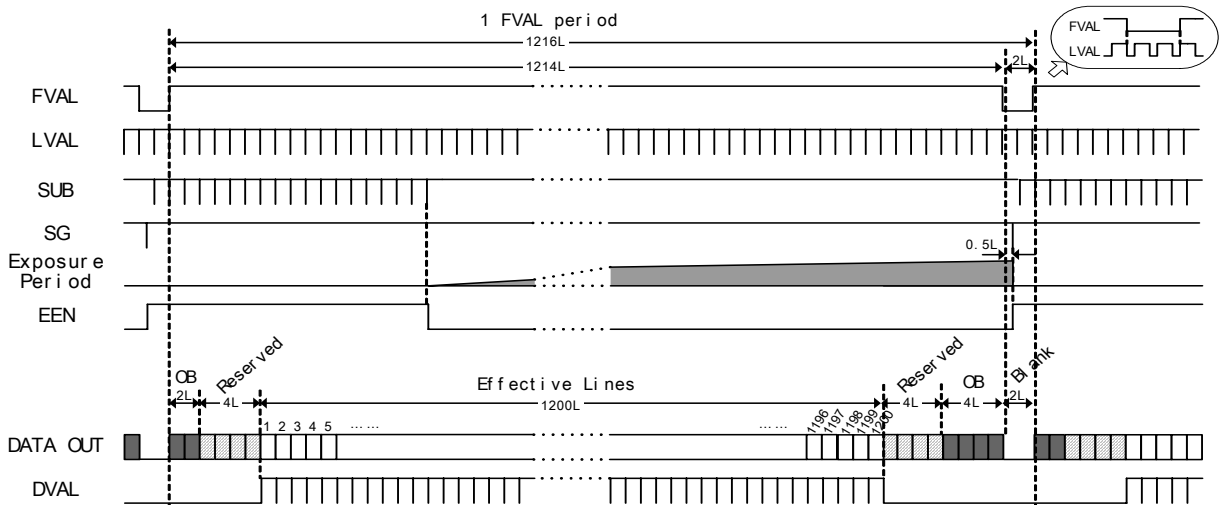 1 FVAL period
1216L
1214L
2L
FVAL
LVAL
FVAL
LVAL
SUB
SG
0.5L
Exposure
Period
EEN
OB
Reserved
Effective Lines
Reserved
OB
Blank
2L
4L
1200L
4L
4L
2L
1 2 3 4 5 ......
...... 1196 1197 1198 1199 1200
DATA OUT
DVAL